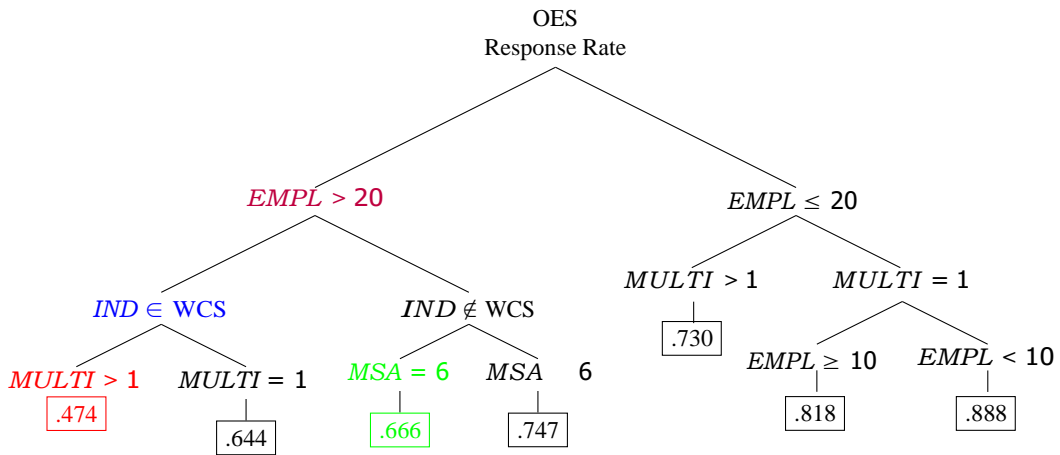 OES
Response Rate
EMPL > 20
EMPL ≤ 20
MULTI > 1
MULTI = 1
IND ∈ WCS
IND ∉ WCS
.730
EMPL ≥ 10
EMPL < 10
MULTI > 1
MULTI = 1
MSA = 6
MSA 6
.474
.644
.666
.747
.818
.888